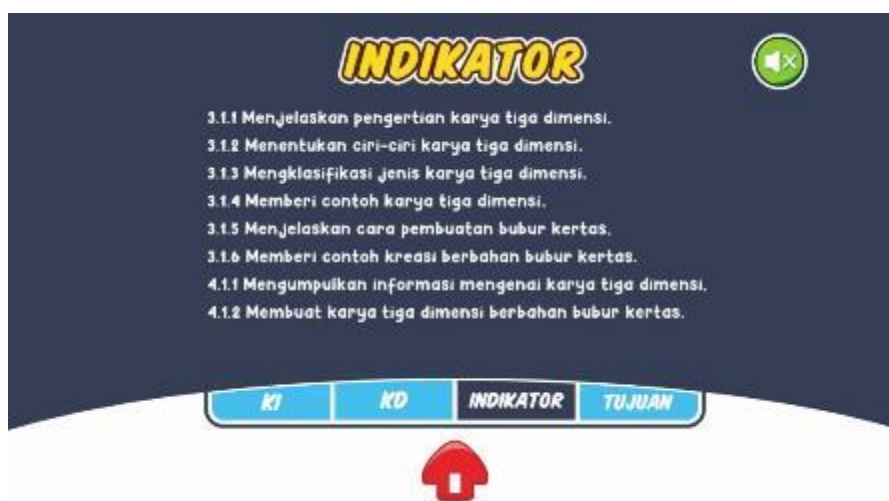 INDIKATOR
3.1.1 Menjelaskan pengertian karya tiga dimensi.
3.1.2 Menentukan ciri-ciri karya tiga dimensi.
3.1.3 Mengklasifikasi jenis karya tiga dimensi.
3.1.4 Memberi contoh karya tiga dimensi.
3.1.5 Menjelaskan cara pembuatan bubur kertas.
3.1.6 Memberi contoh kreasi berbahan bubur kertas.
4.1.1 Mengumpulkan informasi mengenai karya tiga dimensi.
4.1.2 Membuat karya tiga dimensi berbahan bubur kertas.
KI KD INDIKATOR TUJUAN